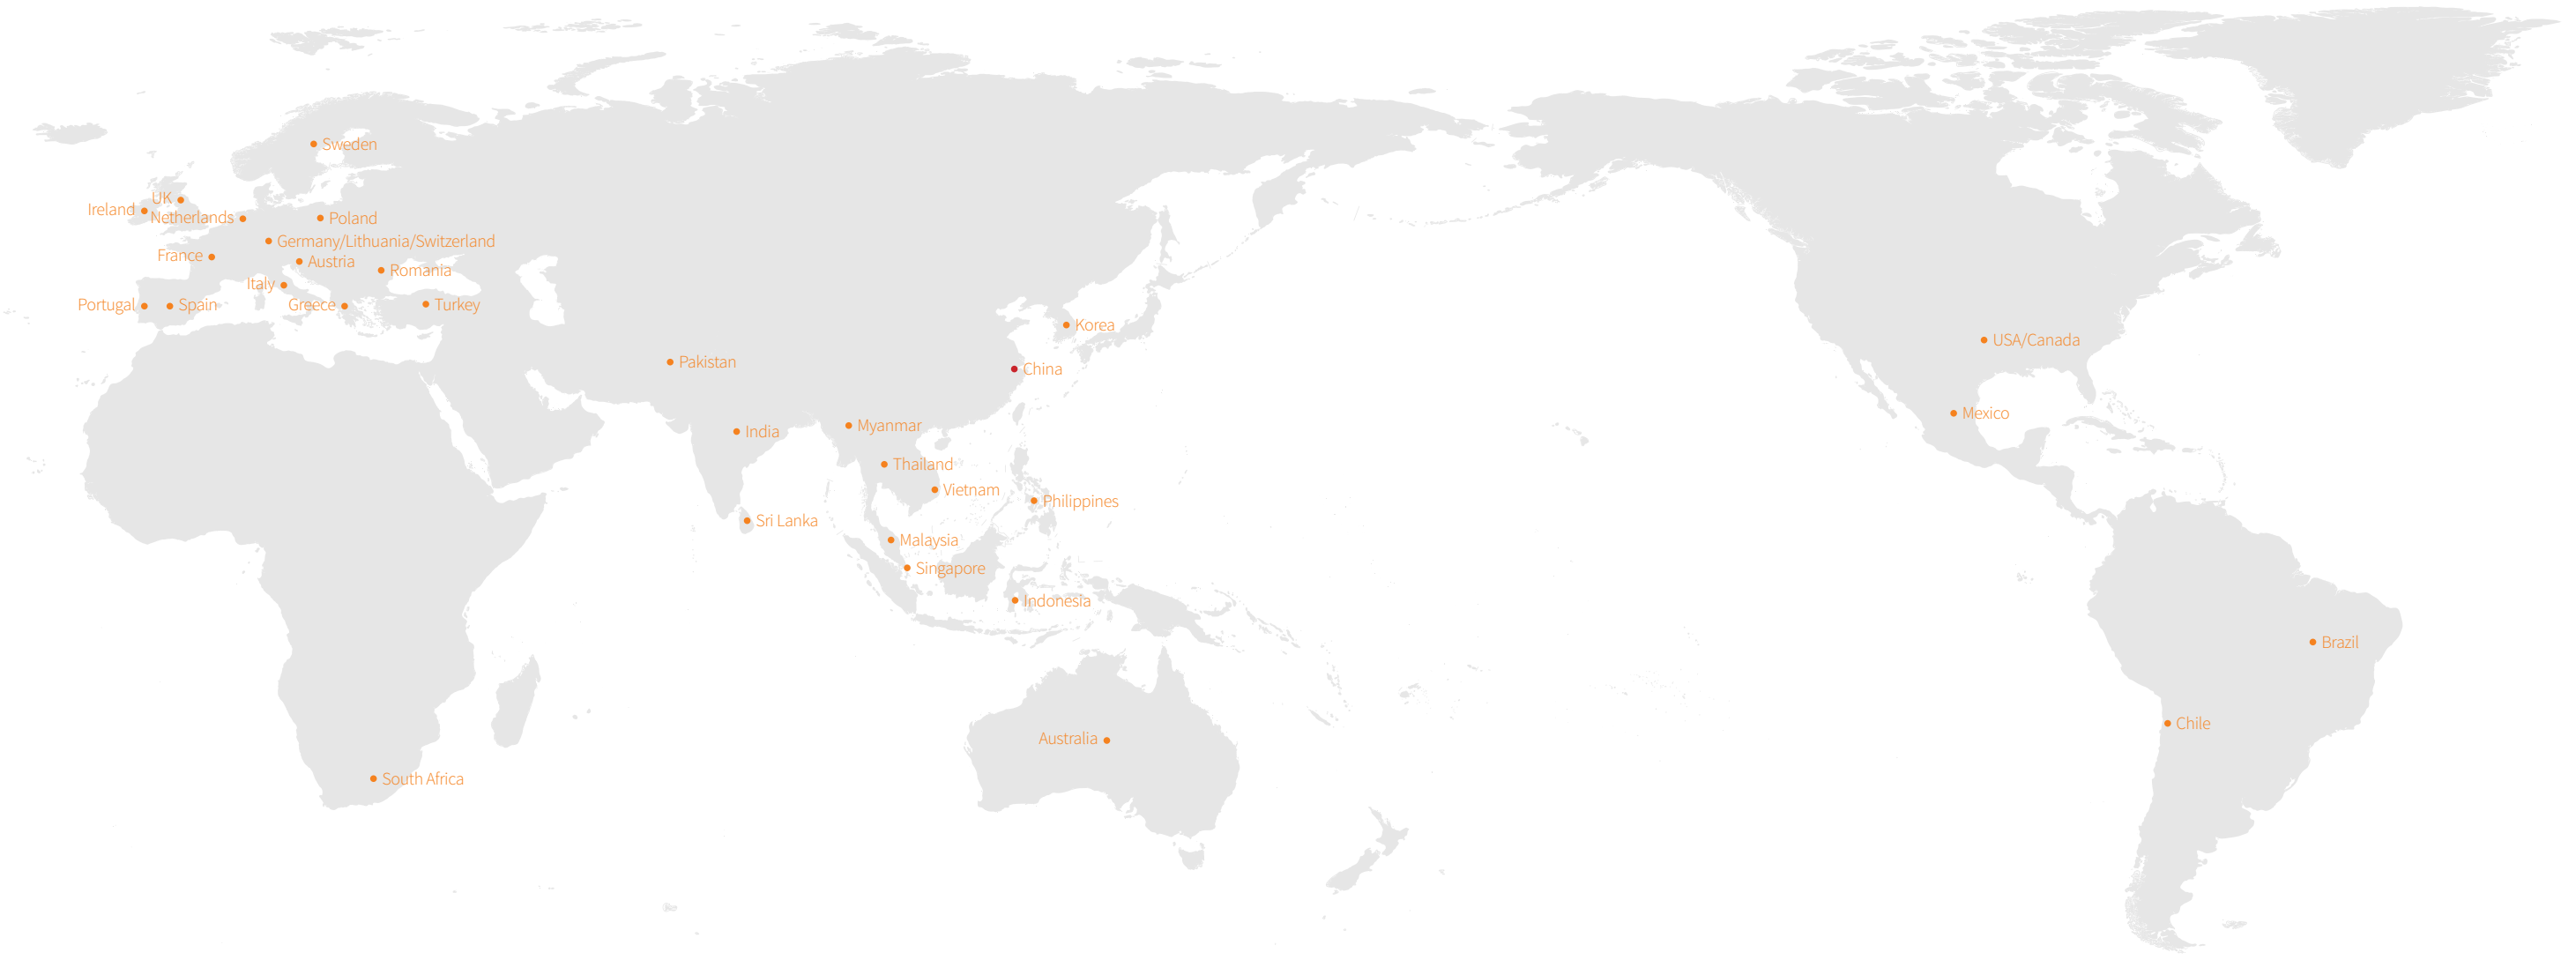 Sweden
UK
Ireland
Netherlands
Poland
Germany/Lithuania/Switzerland
France
Austria
Romania
Italy
Portugal
Spain
Greece
Turkey
Korea
USA/Canada
Pakistan
China
Mexico
Myanmar
India
Thailand
Vietnam
Philippines
Sri Lanka
Malaysia
Singapore
Indonesia
Brazil
Chile
Australia
South Africa